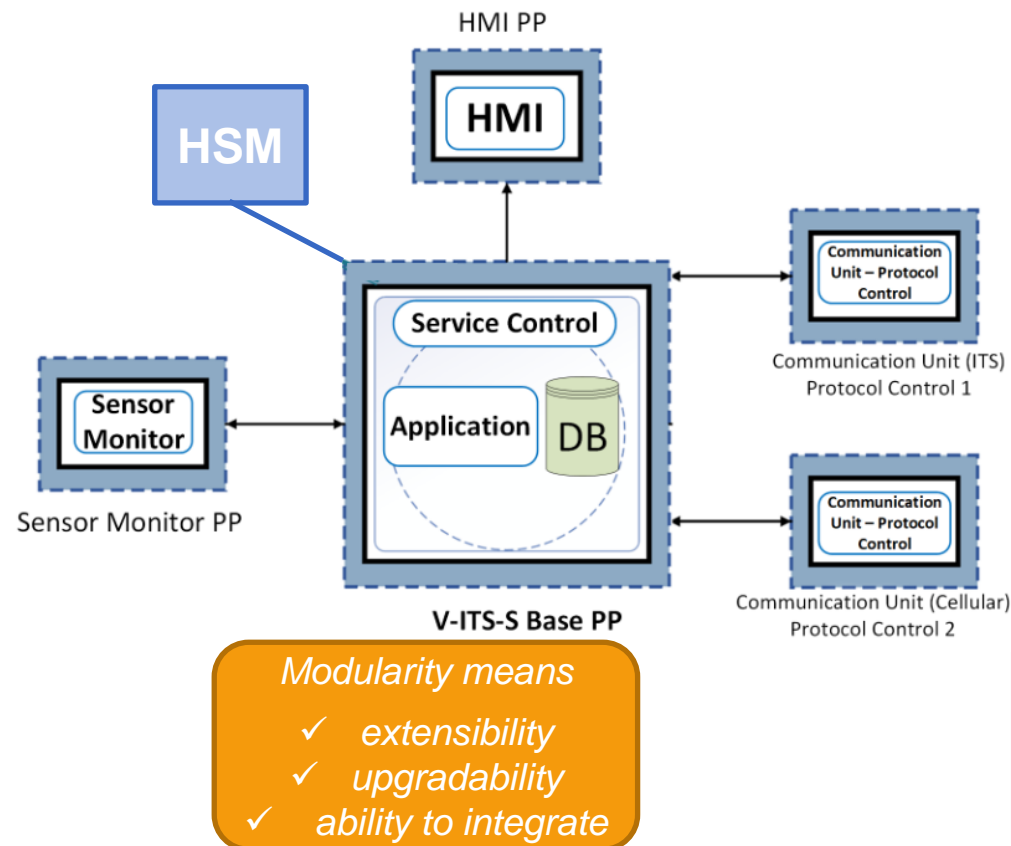 HMI PP
HMI
HSM
Communication
Unit – Protocol
Control
Communication Unit (ITS)
Protocol Control 1
Service Control
Application
DB
Sensor
Monitor
Sensor Monitor PP
Communication
Unit – Protocol
Control
Communication Unit (Cellular)
Protocol Control 2
V-ITS-S Base PP
Modularity means
✓ extensibility
✓ upgradability
✓ ability to integrate